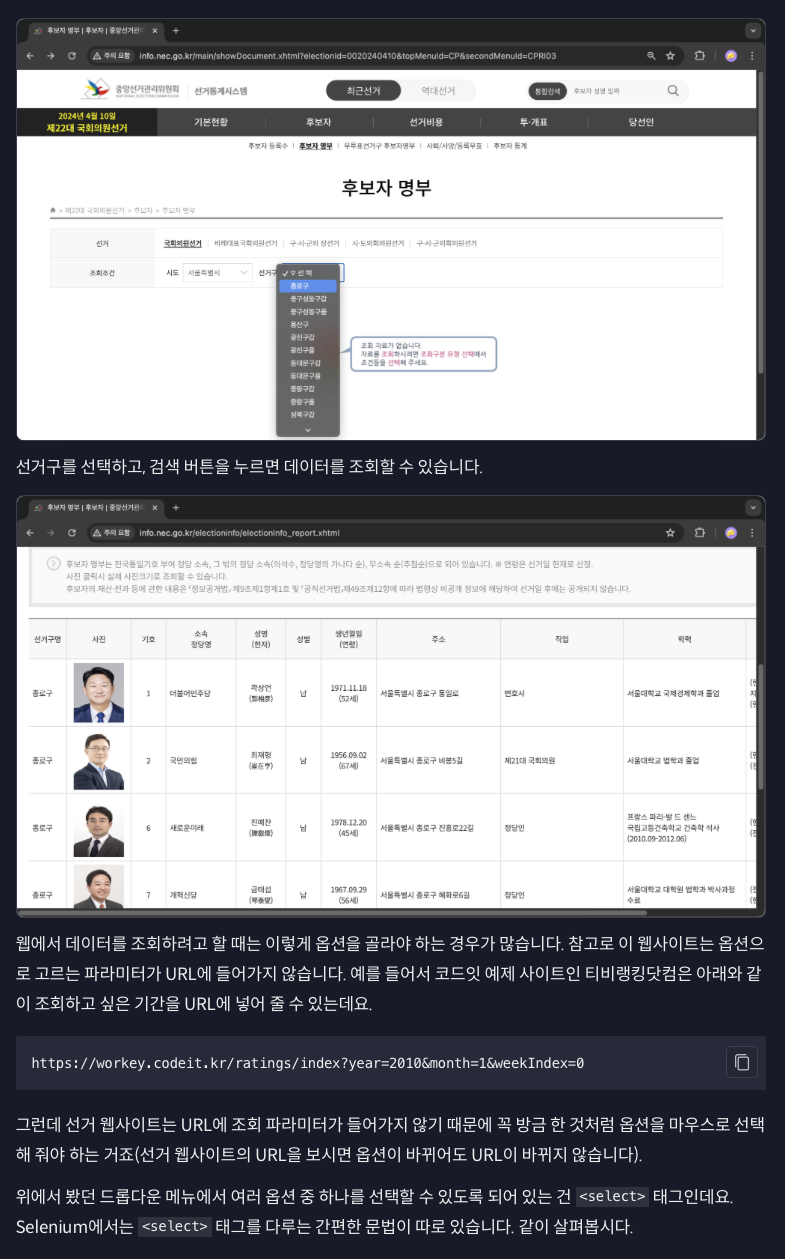 후보자 명부 | 후보자 | 중앙선거관리
주의 요함 info.nec.go.kr/main/showDocument.xhtml?electionId=0020240410&topMenuId=CP&secondMenuId=CPRI03
중앙선거관리위원회 선거통계시스템 최근선거 역대선거 통합검색 후보자 성명 입력
NATIONAL ELECTION COMMISSION
2024년 4월 10일
제22대 국회의원선거 기본현황 후보자 선거비용 투·개표 당선인
후보자 등록수 | 후보자 명부 | 무투표선거구 후보자명부 | 사퇴/사망/등록무효 | 후보자 통계
후보자 명부
> 제22대 국회의원선거 > 후보자 > 후보자 명부
선거 국회의원선거 | 비례대표국회의원선거 | 구·시·군의 장선거 | 시·도의회의원선거 | 구·시·군의회의원선거
조회조건 시도 서울특별시 선거구 ✓ ▽ 선 택
종로구
중구성동구갑
중구성동구을
용산구
광진구갑
광진구을
동대문구갑
동대문구을
중랑구갑
중랑구을
성북구갑
조회 자료가 없습니다.
자료를 조회하시려면 조회구분 유형 선택에서
조건들을 선택해 주세요.
선거구를 선택하고, 검색 버튼을 누르면 데이터를 조회할 수 있습니다.
후보자 명부 | 후보자 | 중앙선거관리
주의 요함 info.nec.go.kr/electioninfo/electionInfo_report.xhtml
후보자 명부는 전국통일기호 부여 정당 소속, 그 밖의 정당 소속(의석수, 정당명의 가나다 순), 무소속 순(추첨순)으로 되어 있습니다. ※ 연령은 선거일 현재로 산정.
사진 클릭시 실제 사진크기로 조회할 수 있습니다.
후보자의 재산·전과 등에 관한 내용은 「정보공개법」 제9조제1항제1호 및 「공직선거법」제49조제12항에 따라 법령상 비공개 정보에 해당하여 선거일 후에는 공개되지 않습니다.
선거구명 사진 기호 소속 정당명 성명 (한자) 성별 생년월일 (연령) 주소 직업 학력
종로구 1 더불어민주당 곽상언 (郭相彦) 남 1971.11.18 (52세) 서울특별시 종로구 통일로 변호사 서울대학교 국제경제학과 졸업
종로구 2 국민의힘 최재형 (崔在亨) 남 1956.09.02 (67세) 서울특별시 종로구 비봉5길 제21대 국회의원 서울대학교 법학과 졸업
종로구 6 새로운미래 진예찬 남 1978.12.20 (45세) 서울특별시 종로구 진흥로22길 정당인 프랑스 파리-발 드 센느 국립고등건축학교 건축학 석사 (2010.09-2012.06)
종로구 7 개혁신당 금태섭 (琴泰燮) 남 1967.09.29 (56세) 서울특별시 종로구 혜화로6길 정당인 서울대학교 대학원 법학과 박사과정 수료
웹에서 데이터를 조회하려고 할 때는 이렇게 옵션을 골라야 하는 경우가 많습니다. 참고로 이 웹사이트는 옵션으
로 고르는 파라미터가 URL에 들어가지 않습니다. 예를 들어서 코드잇 예제 사이트인 티비랭킹닷컴은 아래와 같
이 조회하고 싶은 기간을 URL에 넣어 줄 수 있는데요.
https://workey.codeit.kr/ratings/index?year=2010&month=1&weekIndex=0
그런데 선거 웹사이트는 URL에 조회 파라미터가 들어가지 않기 때문에 꼭 방금 한 것처럼 옵션을 마우스로 선택
해 줘야 하는 거죠(선거 웹사이트의 URL을 보시면 옵션이 바뀌어도 URL이 바뀌지 않습니다).
위에서 봤던 드롭다운 메뉴에서 여러 옵션 중 하나를 선택할 수 있도록 되어 있는 건 <select> 태그인데요.
Selenium에서는 <select> 태그를 다루는 간편한 문법이 따로 있습니다. 같이 살펴봅시다.